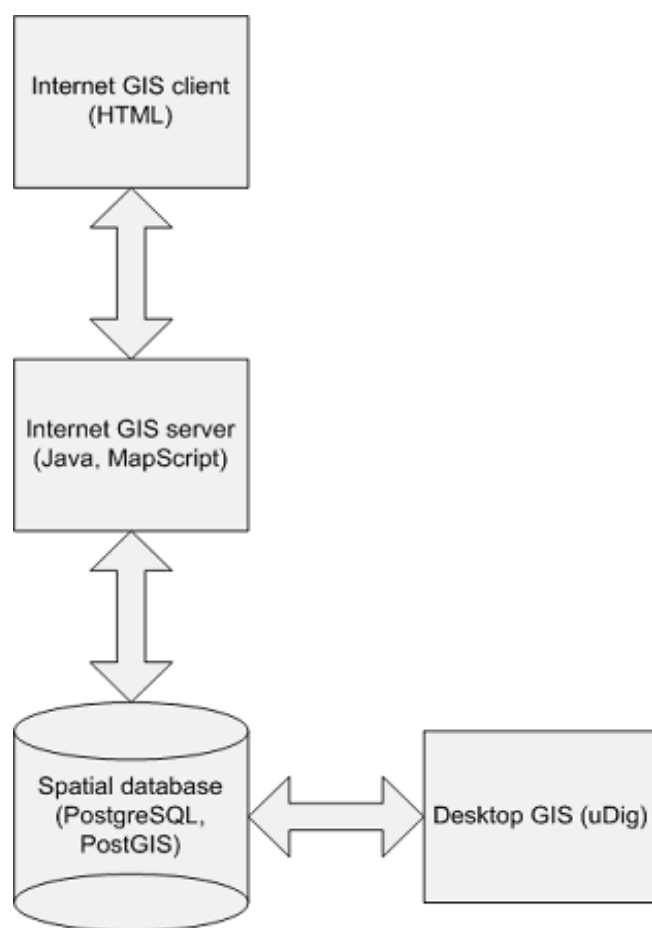 Internet GIS client
(HTML)
Internet GIS server
(Java, MapScript)
Spatial database
(PostgreSQL,
PostGIS)
Desktop GIS (uDig)